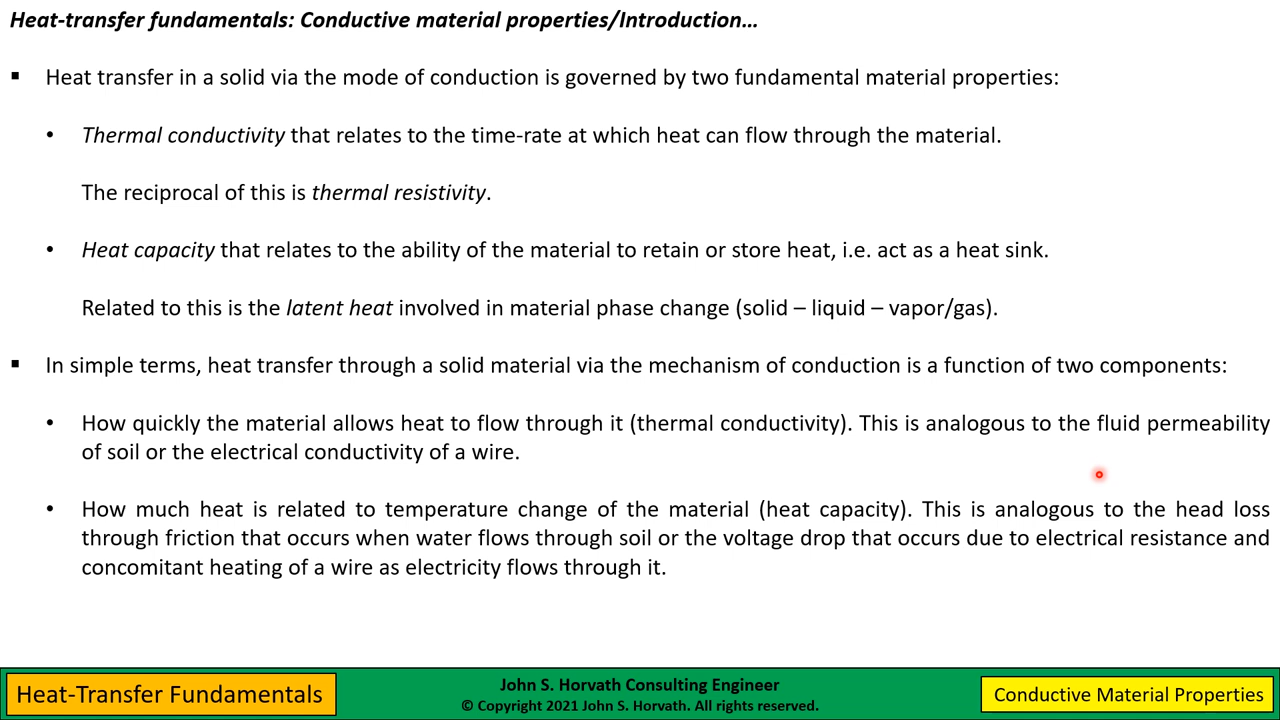 Heat-transfer fundamentals: Conductive material properties/Introduction…
▪ Heat transfer in a solid via the mode of conduction is governed by two fundamental material properties:
• Thermal conductivity that relates to the time-rate at which heat can flow through the material.
The reciprocal of this is thermal resistivity.
• Heat capacity that relates to the ability of the material to retain or store heat, i.e. act as a heat sink.
Related to this is the latent heat involved in material phase change (solid – liquid – vapor/gas).
▪ In simple terms, heat transfer through a solid material via the mechanism of conduction is a function of two components:
• How quickly the material allows heat to flow through it (thermal conductivity). This is analogous to the fluid permeability
of soil or the electrical conductivity of a wire.
• How much heat is related to temperature change of the material (heat capacity). This is analogous to the head loss
through friction that occurs when water flows through soil or the voltage drop that occurs due to electrical resistance and
concomitant heating of a wire as electricity flows through it.
Heat-Transfer Fundamentals
John S. Horvath Consulting Engineer
© Copyright 2021 John S. Horvath. All rights reserved.
Conductive Material Properties